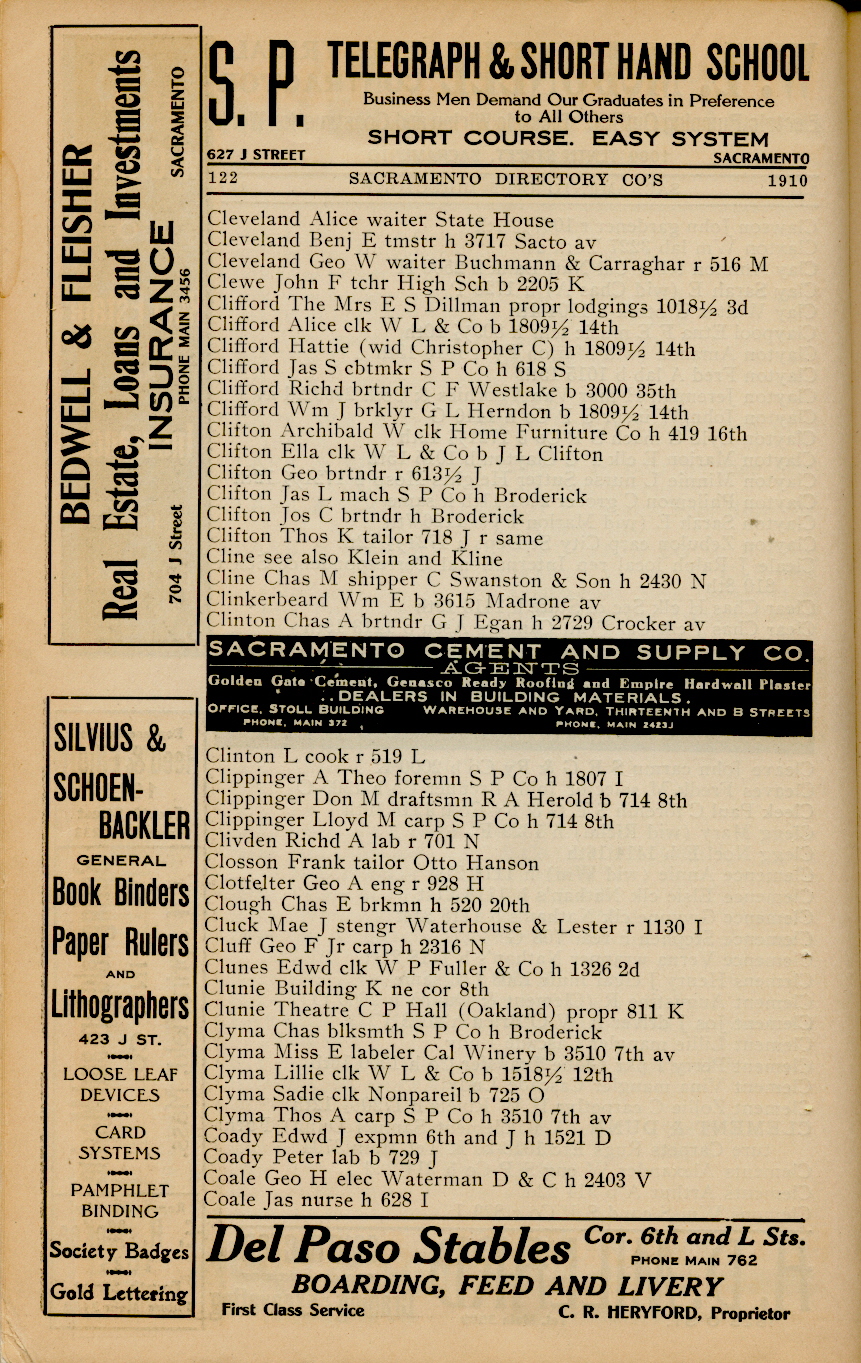 S. P.
TELEGRAPH & SHORT HAND SCHOOL
Business Men Demand Our Graduates in Preference
to All Others
SHORT COURSE. EASY SYSTEM
627 J STREET SACRAMENTO
122 SACRAMENTO DIRECTORY CO'S 1910
BEDWELL & FLEISHER
Real Estate, Loans and Investments
INSURANCE
PHONE MAIN 3456
704 J Street SACRAMENTO
Cleveland Alice waiter State House
Cleveland Benj E tmstr h 3717 Sacto av
Cleveland Geo W waiter Buchmann & Carraghar r 516 M
Clewe John F tchr High Sch b 2205 K
Clifford The Mrs E S Dillman propr lodgings 1018½ 3d
Clifford Alice clk W L & Co b 1809½ 14th
Clifford Hattie (wid Christopher C) h 1809½ 14th
Clifford Jas S cbtmkr S P Co h 618 S
Clifford Richd brtndr C F Westlake b 3000 35th
Clifford Wm J brklyr G L Herndon b 1809½ 14th
Clifton Archibald W clk Home Furniture Co h 419 16th
Clifton Ella clk W L & Co b J L Clifton
Clifton Geo brtndr r 613½ J
Clifton Jas L mach S P Co h Broderick
Clifton Jos C brtndr h Broderick
Clifton Thos K tailor 718 J r same
Cline see also Klein and Kline
Cline Chas M shipper C Swanston & Son h 2430 N
Clinkerbeard Wm E b 3615 Madrone av
Clinton Chas A brtndr G J Egan h 2729 Crocker av
SACRAMENTO CEMENT AND SUPPLY CO.
AGENTS
Golden Gate Cement, Genasco Ready Roofing and Empire Hardwall Plaster
..DEALERS IN BUILDING MATERIALS.
OFFICE, STOLL BUILDING WAREHOUSE AND YARD, THIRTEENTH AND B STREETS
PHONE, MAIN 372 PHONE, MAIN 2423J
SILVIUS &
SCHOEN-
BACKLER
GENERAL
Book Binders
Paper Rulers
AND
Lithographers
423 J ST.
LOOSE LEAF
DEVICES
CARD
SYSTEMS
PAMPHLET
BINDING
Society Badges
Gold Lettering
Clinton L cook r 519 L
Clippinger A Theo foremn S P Co h 1807 I
Clippinger Don M draftsmn R A Herold b 714 8th
Clippinger Lloyd M carp S P Co h 714 8th
Clivden Richd A lab r 701 N
Closson Frank tailor Otto Hanson
Clotfelter Geo A eng r 928 H
Clough Chas E brkmn h 520 20th
Cluck Mae J stengr Waterhouse & Lester r 1130 I
Cluff Geo F Jr carp h 2316 N
Clunes Edwd clk W P Fuller & Co h 1326 2d
Clunie Building K ne cor 8th
Clunie Theatre C P Hall (Oakland) propr 811 K
Clyma Chas blksmth S P Co h Broderick
Clyma Miss E labeler Cal Winery b 3510 7th av
Clyma Lillie clk W L & Co b 1518½ 12th
Clyma Sadie clk Nonpareil b 725 O
Clyma Thos A carp S P Co h 3510 7th av
Coady Edwd J expmn 6th and J h 1521 D
Coady Peter lab b 729 J
Coale Geo H elec Waterman D & C h 2403 V
Coale Jas nurse h 628 I
Del Paso Stables Cor. 6th and L Sts.
PHONE MAIN 762
BOARDING, FEED AND LIVERY
First Class Service C. R. HERYFORD, Proprietor